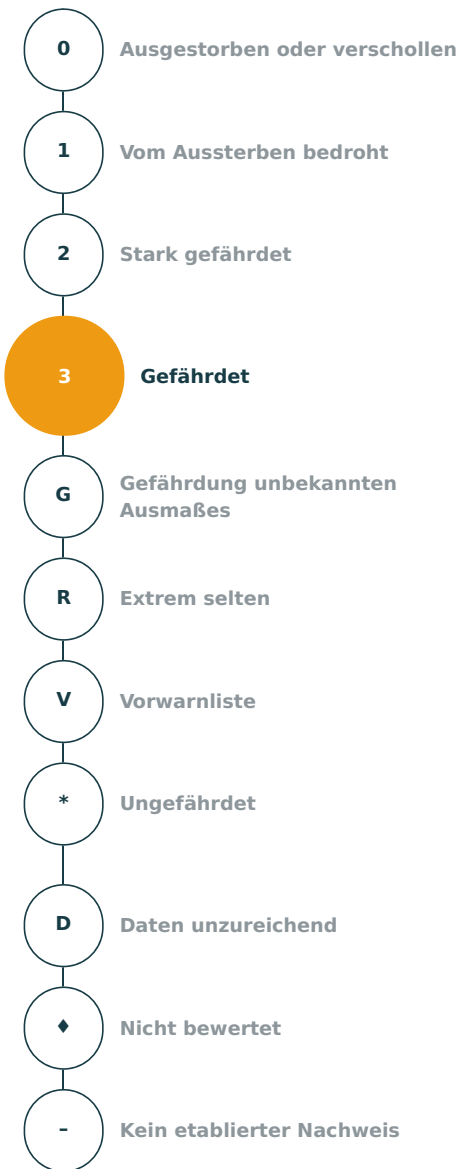 0 Ausgestorben oder verschollen
1 Vom Aussterben bedroht
2 Stark gefährdet
3 Gefährdet
G Gefährdung unbekannten
Ausmaßes
R Extrem selten
V Vorwarnliste
* Ungefährdet
D Daten unzureichend
♦ Nicht bewertet
– Kein etablierter Nachweis